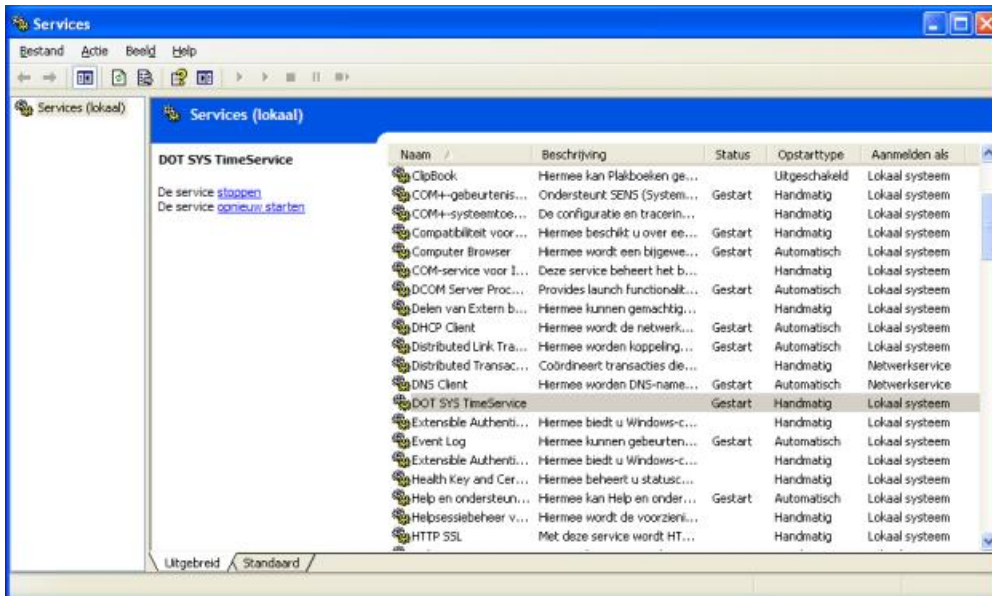 Services
Bestand Actie Beeld Help
Services (lokaal)
Services (lokaal)
DOT SYS TimeService
De service stoppen
De service opnieuw starten
Naam Beschrijving Status Opstarttype Aanmelden als
ClipBook Hiermee kan Plakboeken ge... Uitgeschakeld Lokaal systeem
COM+-gebeurtenis... Ondersteunt SENS (System... Gestart Handmatig Lokaal systeem
COM+-systeemtoe... De configuratie en tracerin... Handmatig Lokaal systeem
Compatibiliteit voor... Hiermee beschikt u over ee... Gestart Handmatig Lokaal systeem
Computer Browser Hiermee wordt een bijgewe... Gestart Automatisch Lokaal systeem
COM-service voor I... Deze service beheert het b... Handmatig Lokaal systeem
DCOM Server Proc... Provides launch functionalit... Gestart Automatisch Lokaal systeem
Delen van Extern b... Hiermee kunnen gemachtig... Handmatig Lokaal systeem
DHCP Client Hiermee wordt de netwerk... Gestart Automatisch Lokaal systeem
Distributed Link Tra... Hiermee worden koppeling... Gestart Automatisch Lokaal systeem
Distributed Transac... Coördineert transacties die... Handmatig Netwerkservice
DNS Client Hiermee worden DNS-name... Gestart Automatisch Netwerkservice
DOT SYS TimeService Gestart Handmatig Lokaal systeem
Extensible Authenti... Hiermee biedt u Windows-c... Handmatig Lokaal systeem
Event Log Hiermee kunnen gebeurten... Gestart Automatisch Lokaal systeem
Extensible Authenti... Hiermee biedt u Windows-c... Handmatig Lokaal systeem
Health Key and Cer... Hiermee beheert u statusc... Handmatig Lokaal systeem
Help en ondersteun... Hiermee kan Help en onder... Gestart Automatisch Lokaal systeem
Helpsessiebeheer v... Hiermee wordt de voorzieni... Handmatig Lokaal systeem
HTTP SSL Met deze service wordt HT... Handmatig Lokaal systeem
Uitgebreid Standaard